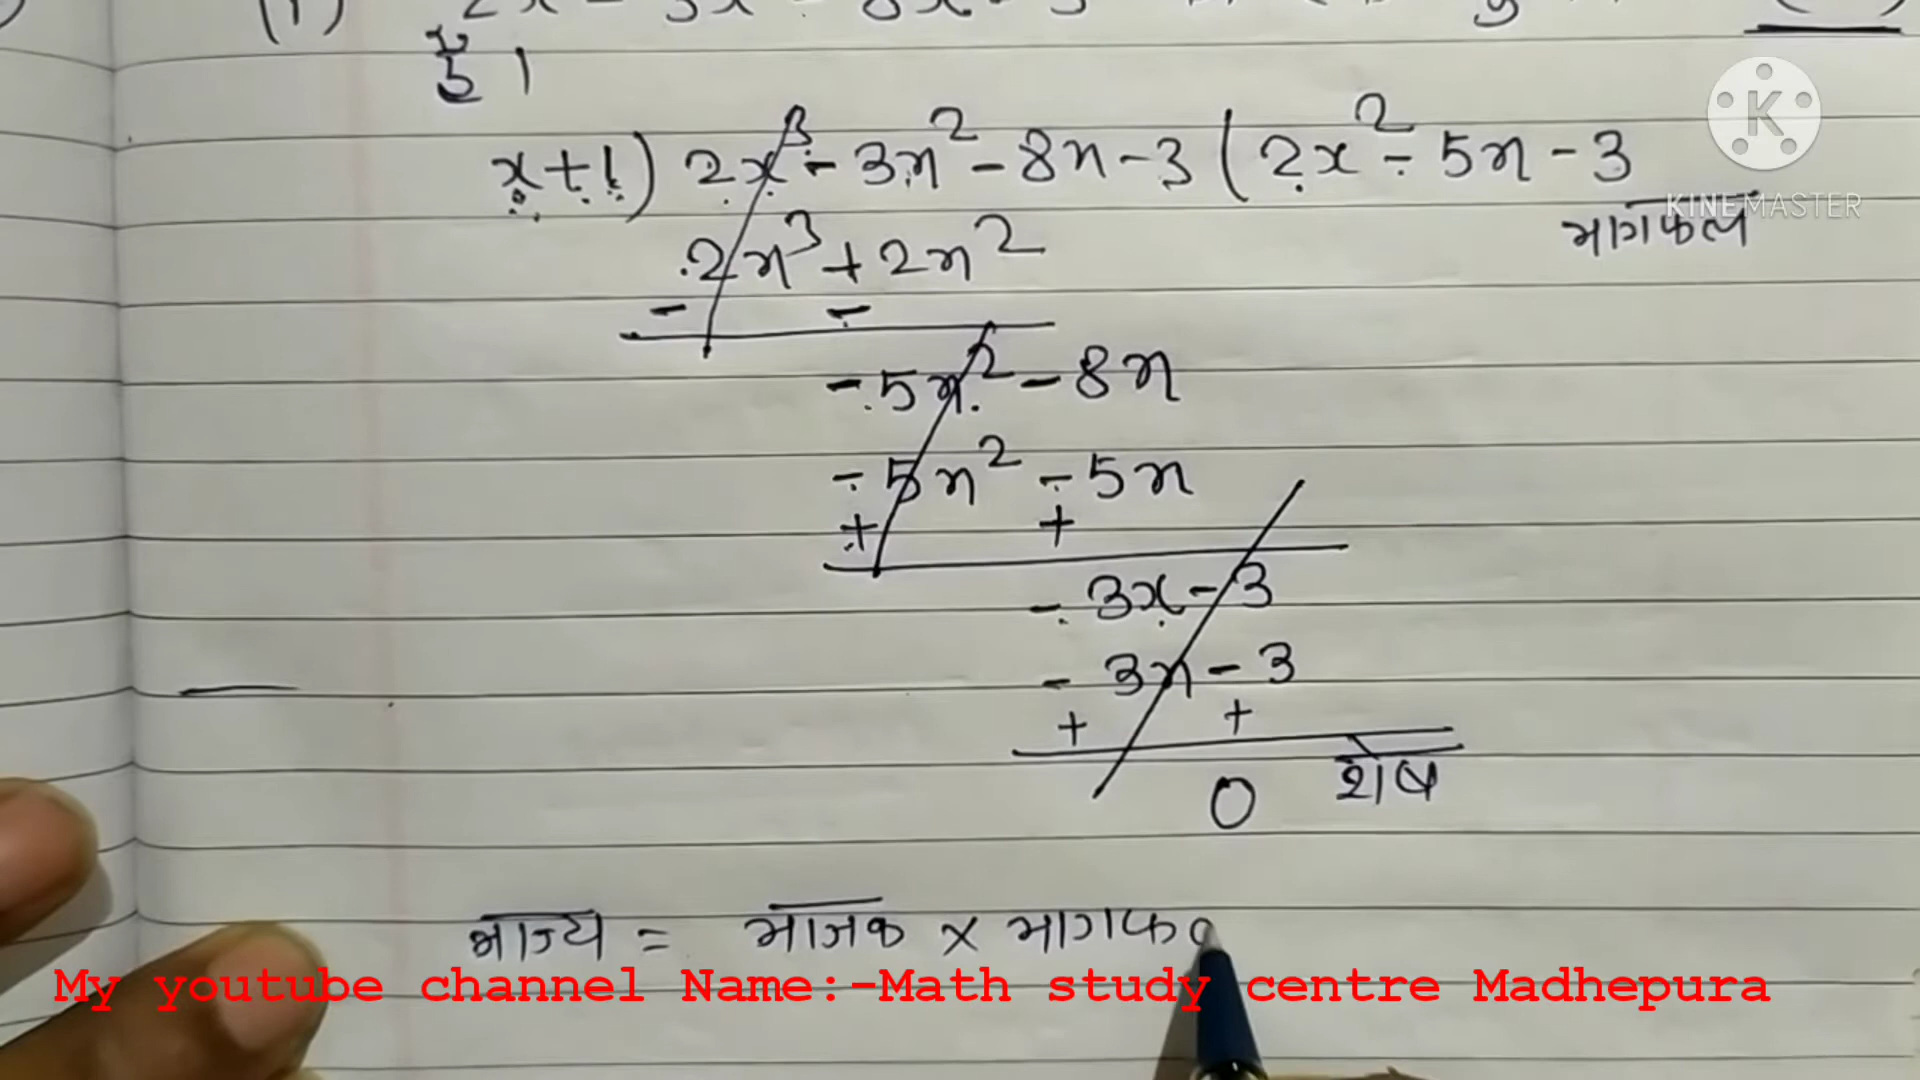 (i)
है ।
x+1) 2x³ - 3x² - 8x - 3 ( 2x² - 5x - 3
K
KINEMASTER
भागफल
2x³ + 2x²
- -
- 5x² - 8x
- 5x² - 5x
+ +
- 3x - 3
- 3x - 3
+ +
0 शेष
भाज्य = भाजक × भागफ
My youtube channel Name:-Math study centre Madhepura